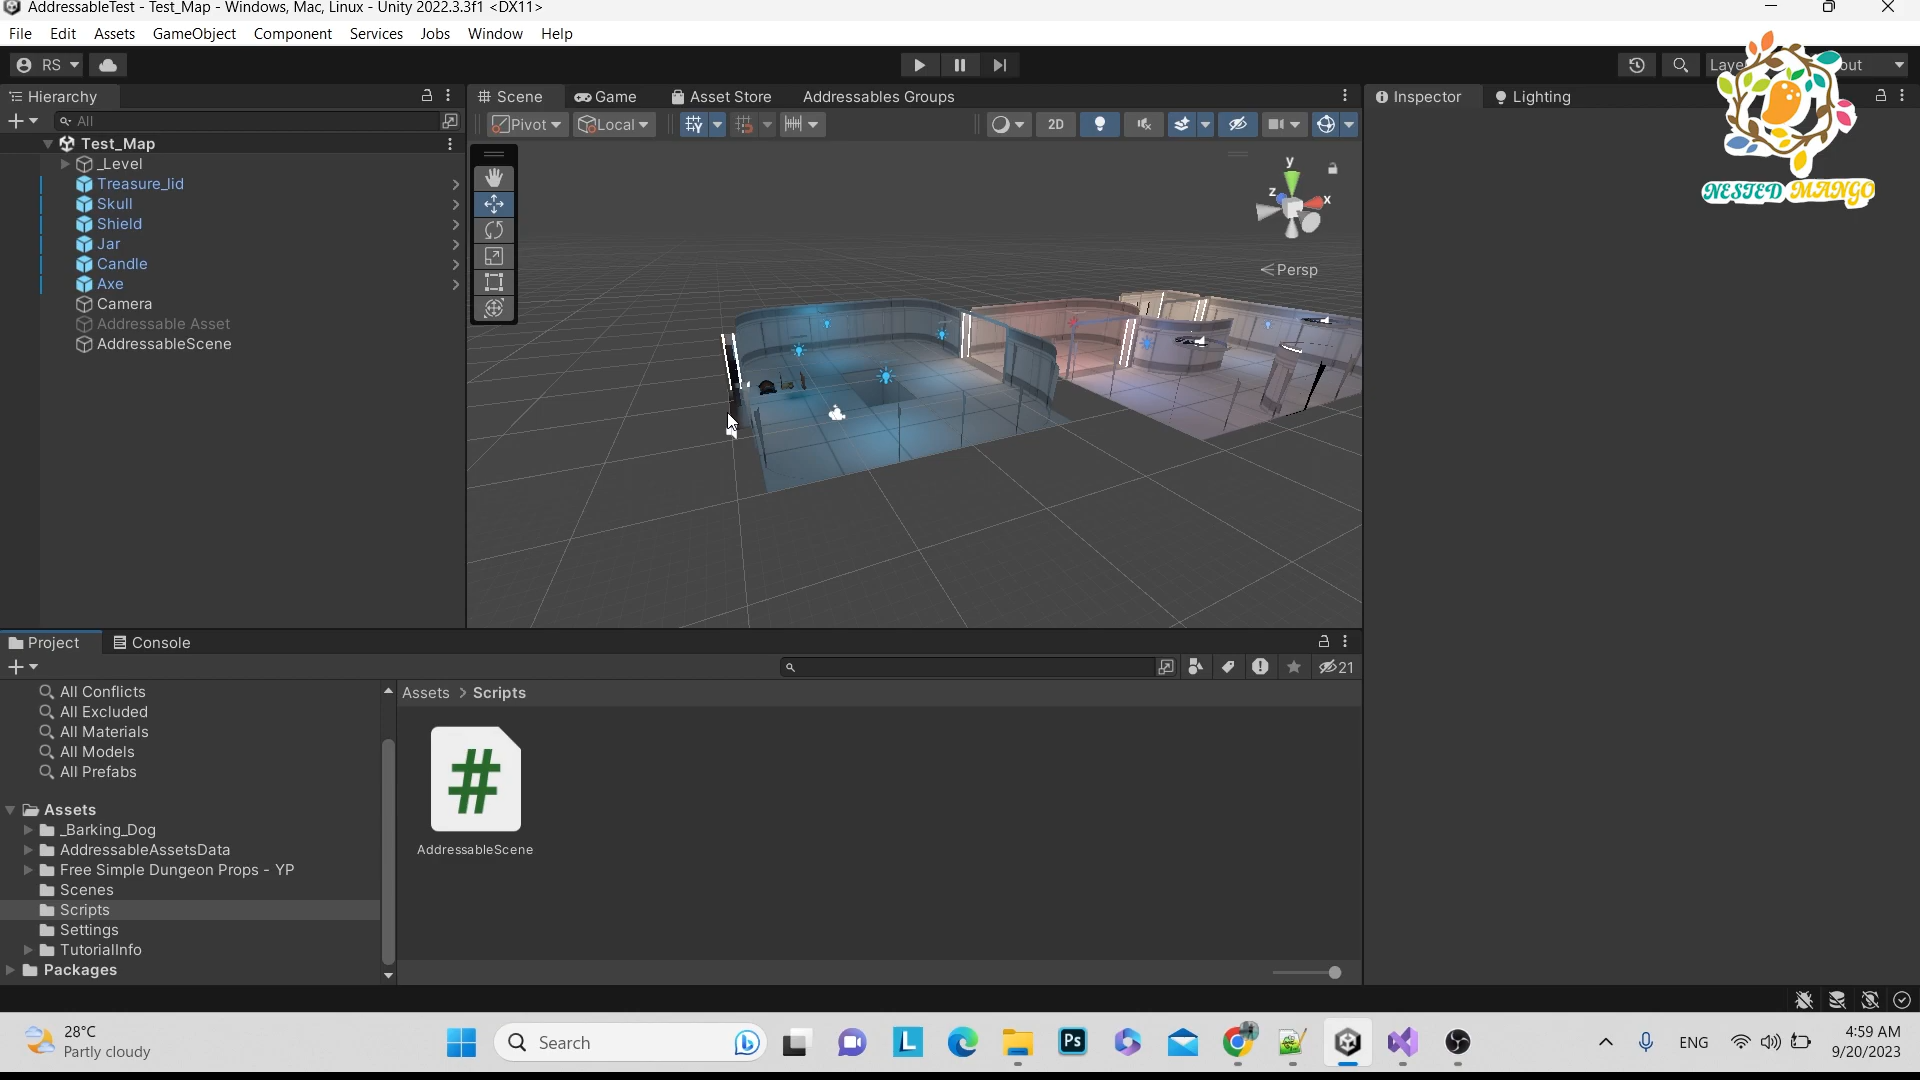 AddressableTest - Test_Map - Windows, Mac, Linux - Unity 2022.3.3f1 <DX11>
File Edit Assets GameObject Component Services Jobs Window Help
RS
Hierarchy
All
Test_Map
_Level
Treasure_lid
Skull
Shield
Jar
Candle
Axe
Camera
Addressable Asset
AddressableScene
Scene Game Asset Store Addressables Groups
Pivot Local 2D
y
z
x
Persp
Inspector Lighting
NESTED MANGO
Project Console
21
All Conflicts
All Excluded
All Materials
All Models
All Prefabs
Assets
_Barking_Dog
AddressableAssetsData
Free Simple Dungeon Props - YP
Scenes
Scripts
Settings
TutorialInfo
Packages
Assets > Scripts
#
AddressableScene
28°C
Partly cloudy
Search
L
Ps
ENG
4:59 AM
9/20/2023